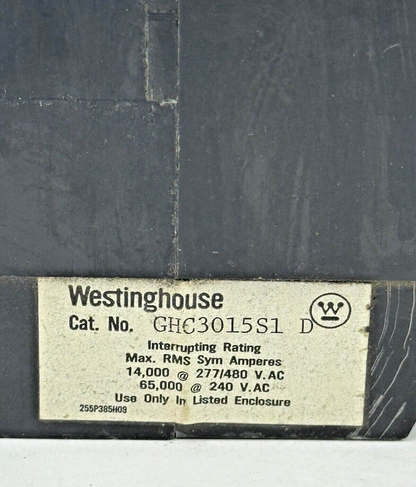 Westinghouse
Cat. No. GHC3015S1 D
Interrupting Rating
Max. RMS Sym Amperes
14,000 @ 277/480 V.AC
65,000 @ 240 V.AC
Use Only In Listed Enclosure
255P385H09